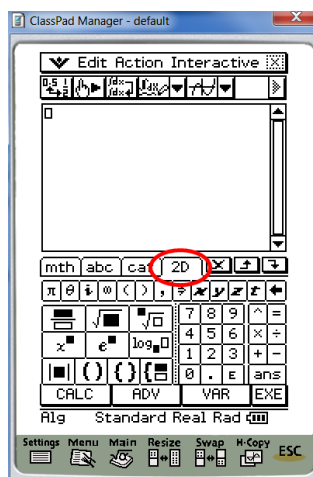 ClassPad Manager - default X
Edit Action Interactive
mth abc cat 2D
π θ i ∞ ( ) , ⇒ x y z t
√■ ■√□ 7 8 9 ^ =
x■ e■ log■□ 4 5 6 × ÷
1 2 3 + -
|■| () {} 0 . E ans
CALC ADV VAR EXE
Alg Standard Real Rad
Settings Menu Main Resize Swap H-Copy ESC